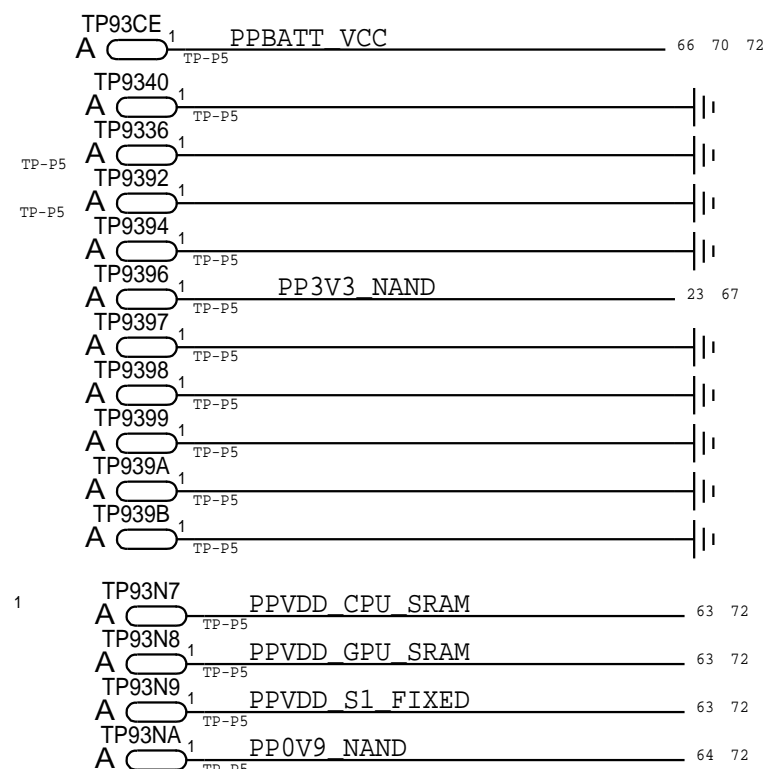 TP93CE
A 1 PPBATT_VCC 66 70 72
TP-P5
TP9340
A 1
TP-P5
TP9336
A 1
TP-P5
TP9392
A 1
TP-P5
TP9394
A 1
TP-P5
TP9396
A 1 PP3V3_NAND 23 67
TP-P5
TP9397
A 1
TP-P5
TP9398
A 1
TP-P5
TP9399
A 1
TP-P5
TP939A
A 1
TP-P5
TP939B
A 1
TP-P5
1
TP93N7
A PPVDD_CPU_SRAM 63 72
TP-P5
TP93N8
A 1 PPVDD_GPU_SRAM 63 72
TP-P5
TP93N9
A 1 PPVDD_S1_FIXED 63 72
TP-P5
TP93NA
A 1 PP0V9_NAND 64 72
TP-P5